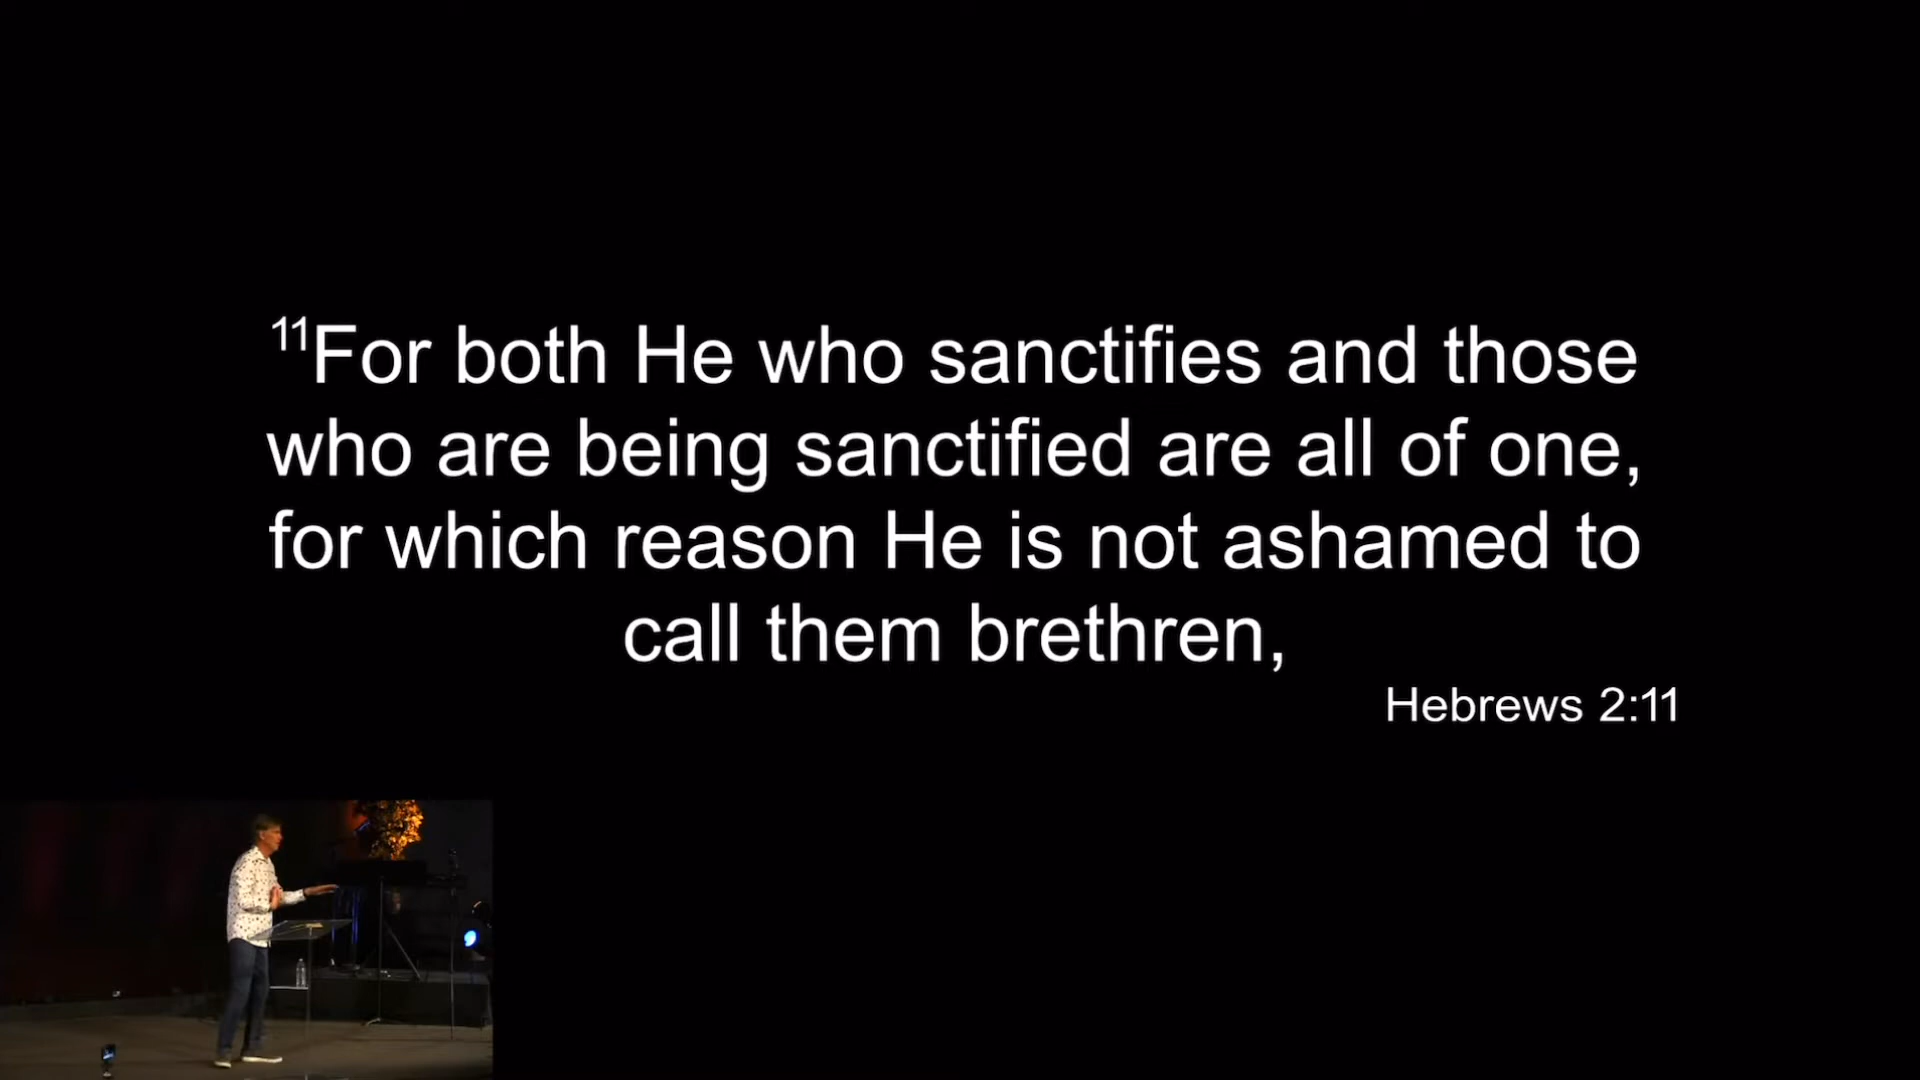 11For both He who sanctifies and those
who are being sanctified are all of one,
for which reason He is not ashamed to
call them brethren,
Hebrews 2:11